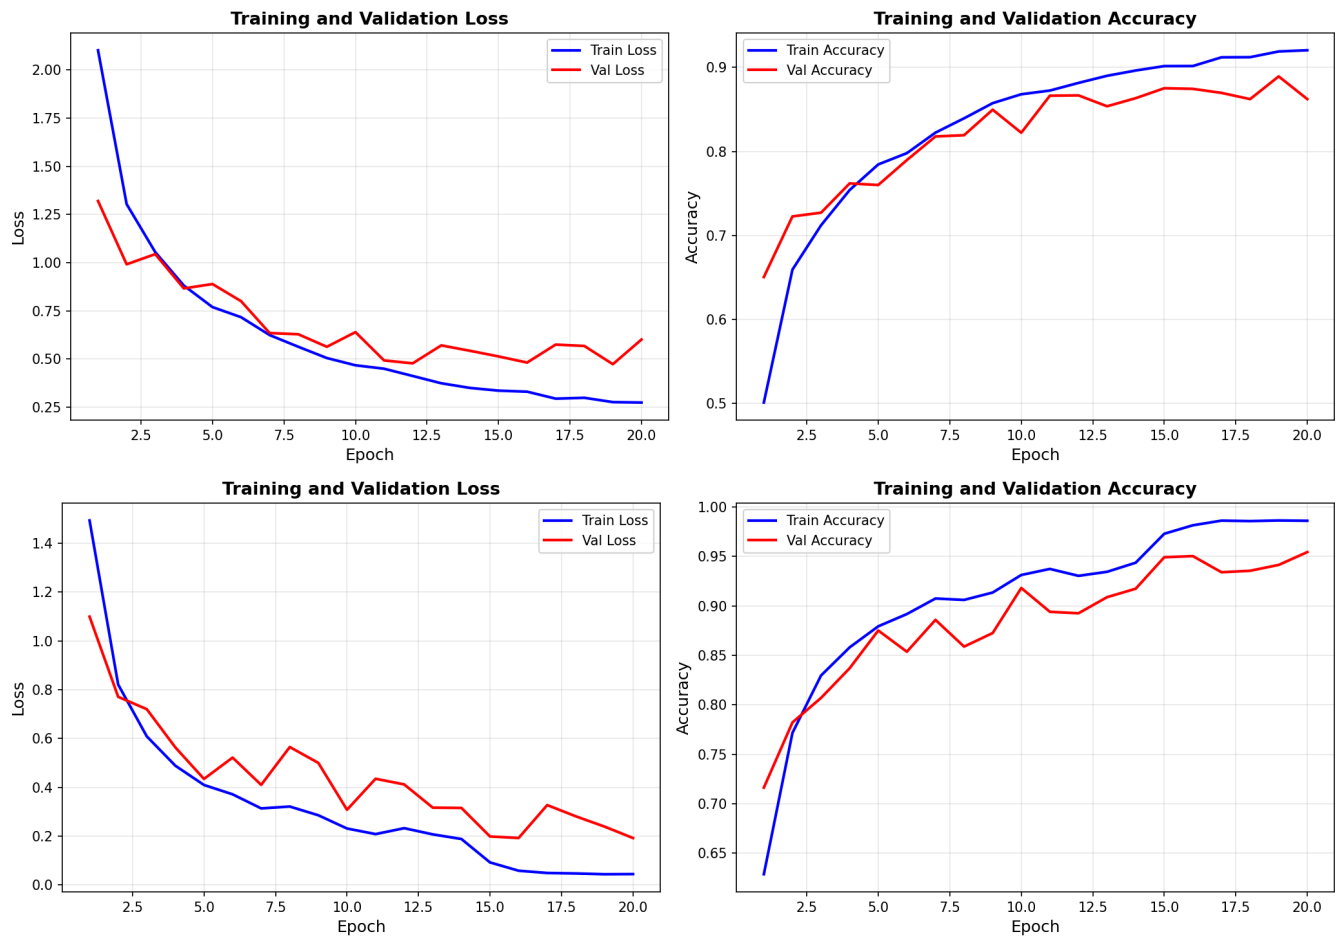 Training and Validation Loss
Train Loss
Val Loss
2.00
1.75
1.50
1.25
1.00
0.75
0.50
0.25
Loss
2.5 5.0 7.5 10.0 12.5 15.0 17.5 20.0
Epoch
Training and Validation Accuracy
Train Accuracy
Val Accuracy
0.9
0.8
0.7
0.6
0.5
Accuracy
2.5 5.0 7.5 10.0 12.5 15.0 17.5 20.0
Epoch
Training and Validation Loss
Train Loss
Val Loss
1.4
1.2
1.0
0.8
0.6
0.4
0.2
0.0
Loss
2.5 5.0 7.5 10.0 12.5 15.0 17.5 20.0
Epoch
Training and Validation Accuracy
Train Accuracy
Val Accuracy
1.00
0.95
0.90
0.85
0.80
0.75
0.70
0.65
Accuracy
2.5 5.0 7.5 10.0 12.5 15.0 17.5 20.0
Epoch